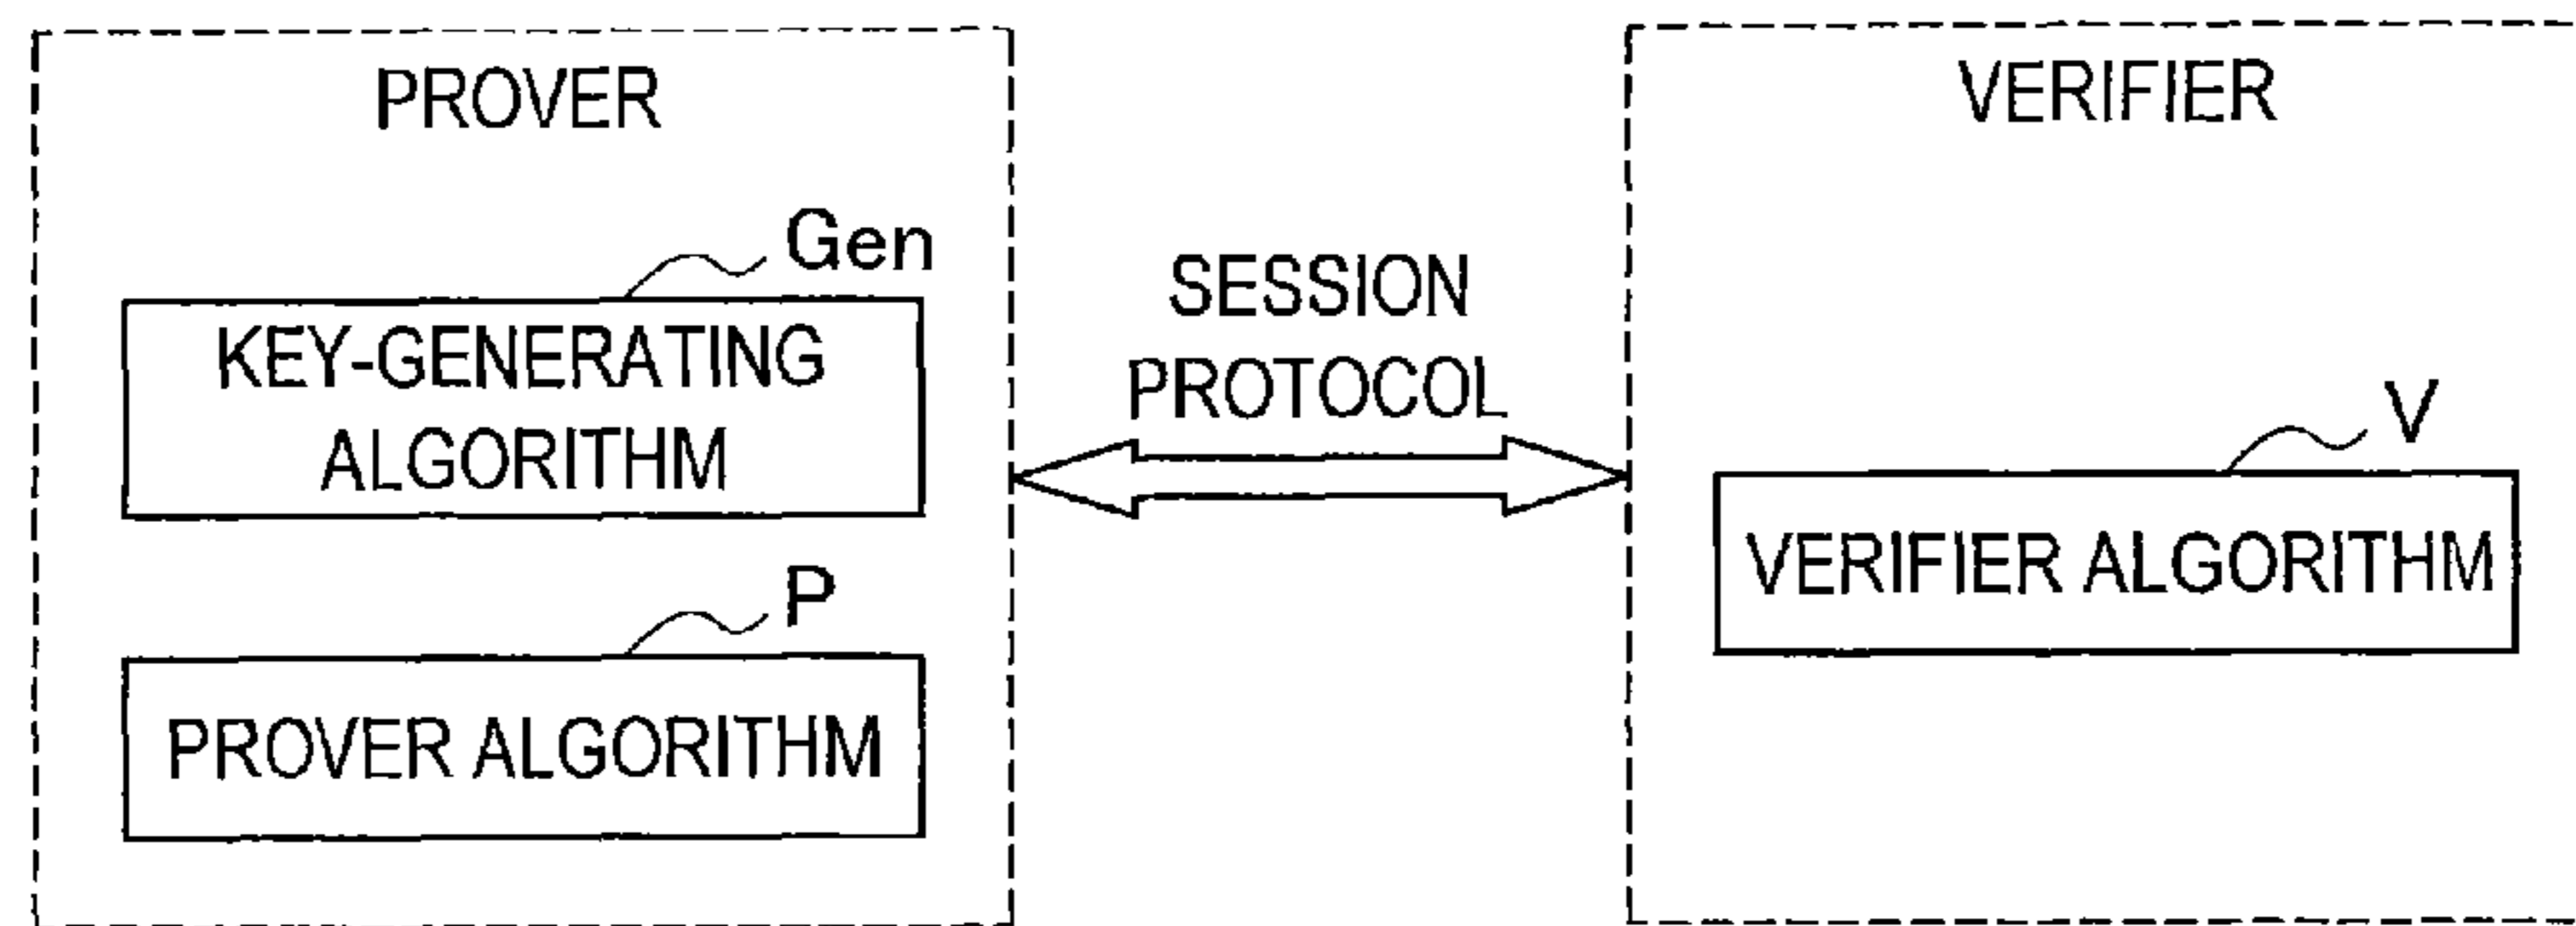 PROVER
Gen
KEY-GENERATING
ALGORITHM
P
PROVER ALGORITHM
SESSION
PROTOCOL
VERIFIER
V
VERIFIER ALGORITHM